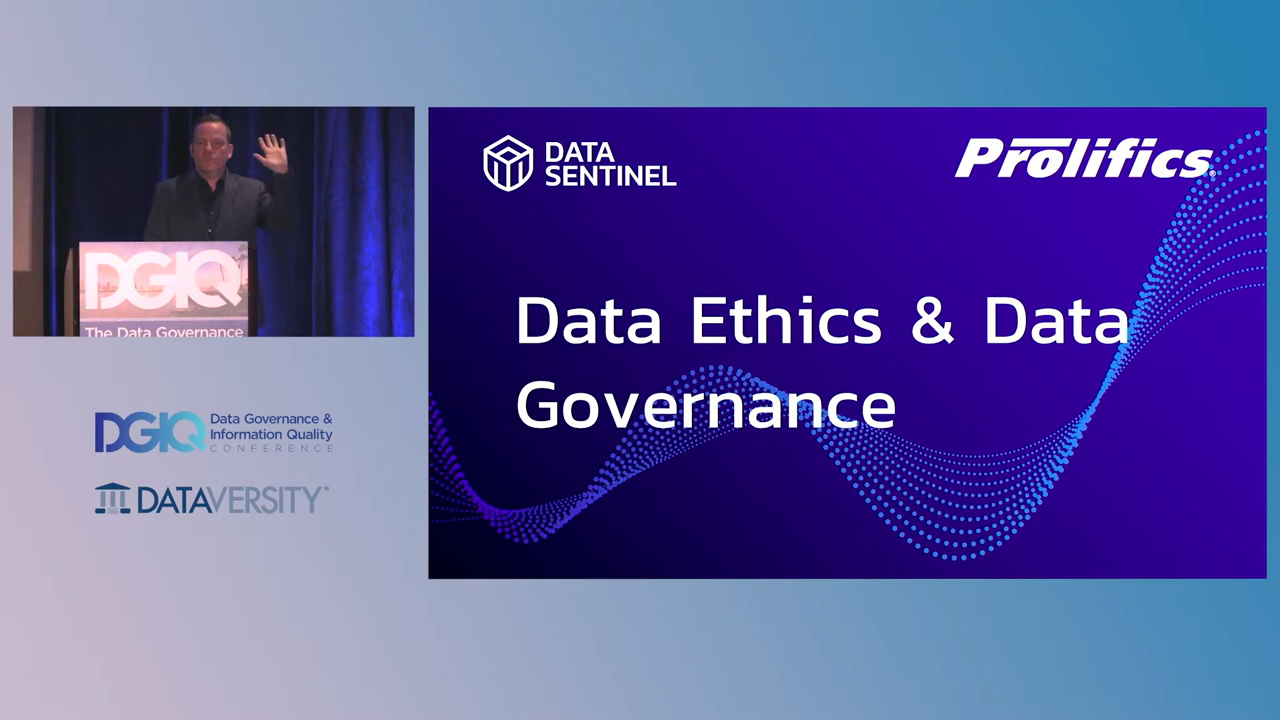 DGIQ
The Data Governance
DGIQ
Data Governance &
Information Quality
CONFERENCE
DATAVERSITY®
DATA
SENTINEL
Prolifics®
Data Ethics & Data
Governance